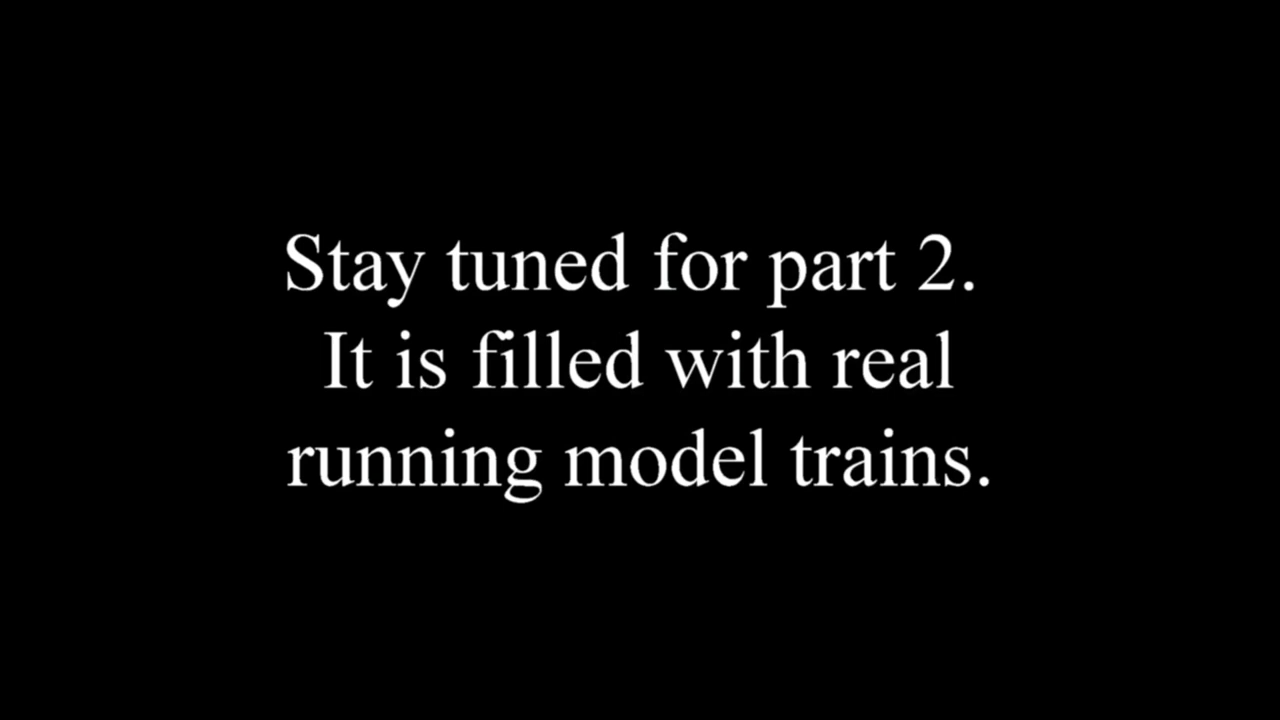 Stay tuned for part 2.
It is filled with real
running model trains.